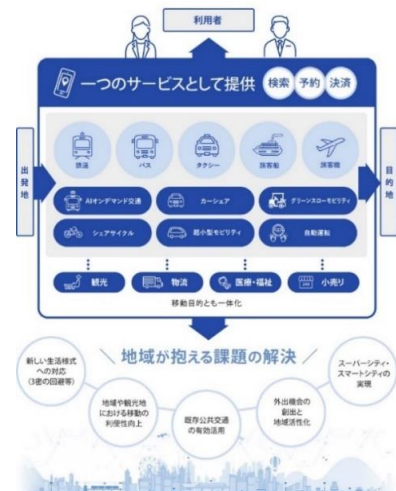 利用者
一つのサービスとして提供
検索
予約
決済
出発地
目的地
鉄道
バス
タクシー
旅客船
旅客機
AIオンデマンド交通
カーシェア
グリーンスローモビリティ
シェアサイクル
超小型モビリティ
自動運転
観光
物流
医療・福祉
小売り
移動目的とも一体化
地域が抱える課題の解決
新しい生活様式
への対応
(3密の回避等)
地域や観光地
における移動の
利便性向上
既存公共交通
の有効活用
外出機会の
創出と
地域活性化
スーパーシティ・
スマートシティの
実現